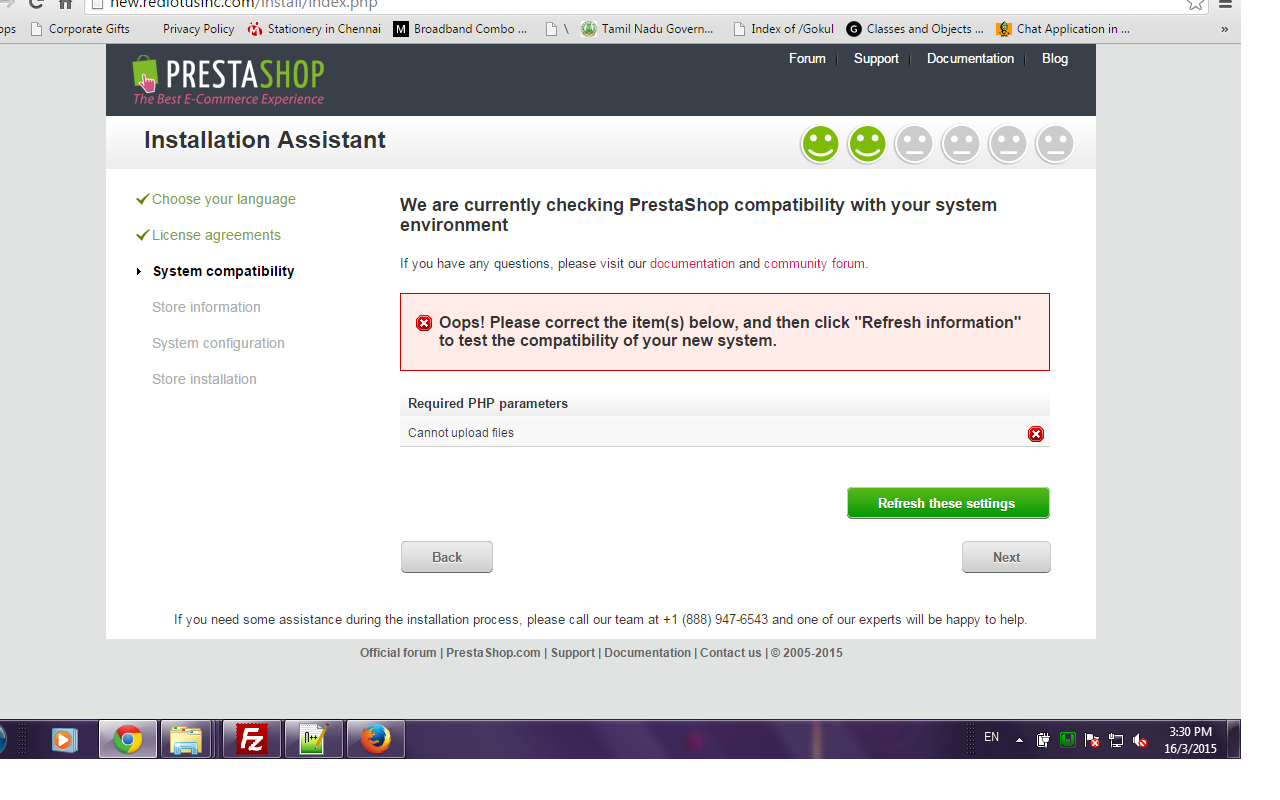 new.redlotusinc.com/install/index.php
Corporate Gifts Privacy Policy Stationery in Chennai M Broadband Combo ... \ Tamil Nadu Govern... Index of /Gokul G Classes and Objects ... Chat Application in ... »
PRESTASHOP
The Best E-Commerce Experience
Forum Support Documentation Blog
Installation Assistant
Choose your language
License agreements
System compatibility
Store information
System configuration
Store installation
We are currently checking PrestaShop compatibility with your system
environment
If you have any questions, please visit our documentation and community forum.
Oops! Please correct the item(s) below, and then click "Refresh information"
to test the compatibility of your new system.
Required PHP parameters
Cannot upload files
Refresh these settings
Back Next
If you need some assistance during the installation process, please call our team at +1 (888) 947-6543 and one of our experts will be happy to help.
Official forum | PrestaShop.com | Support | Documentation | Contact us | © 2005-2015
Fz
EN
3:30 PM
16/3/2015